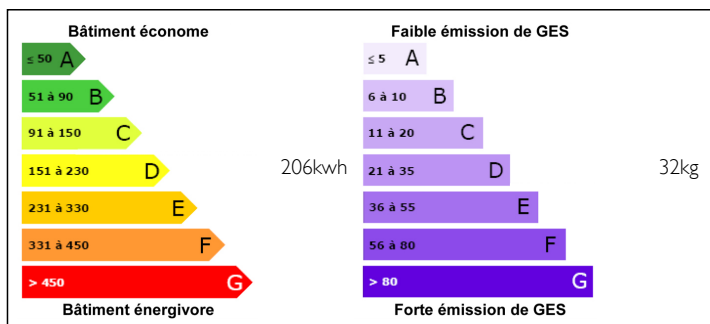 Bâtiment économe
≤ 50 A
51 à 90 B
91 à 150 C
151 à 230 D
206kwh
231 à 330 E
331 à 450 F
> 450 G
Bâtiment énergivore
Faible émission de GES
≤ 5 A
6 à 10 B
11 à 20 C
21 à 35 D
32kg
36 à 55 E
56 à 80 F
> 80 G
Forte émission de GES